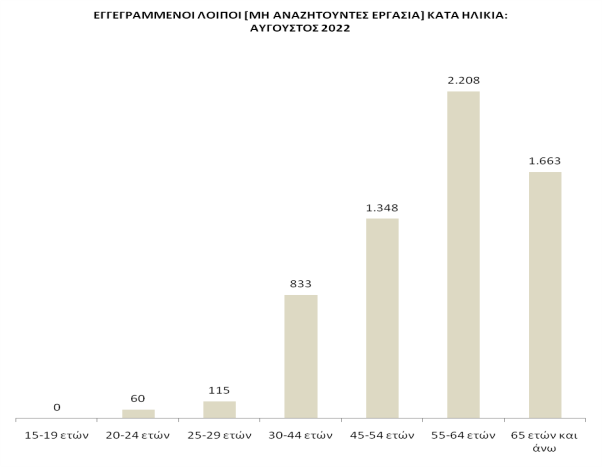 ΕΓΓΕΓΡΑΜΜΕΝΟΙ ΛΟΙΠΟΙ [ΜΗ ΑΝΑΖΗΤΟΥΝΤΕΣ ΕΡΓΑΣΙΑ] ΚΑΤΑ ΗΛΙΚΙΑ:
ΑΥΓΟΥΣΤΟΣ 2022
2.208
1.663
1.348
833
115
60
0
15-19 ετών
20-24 ετών
25-29 ετών
30-44 ετών
45-54 ετών
55-64 ετών
65 ετών και
άνω